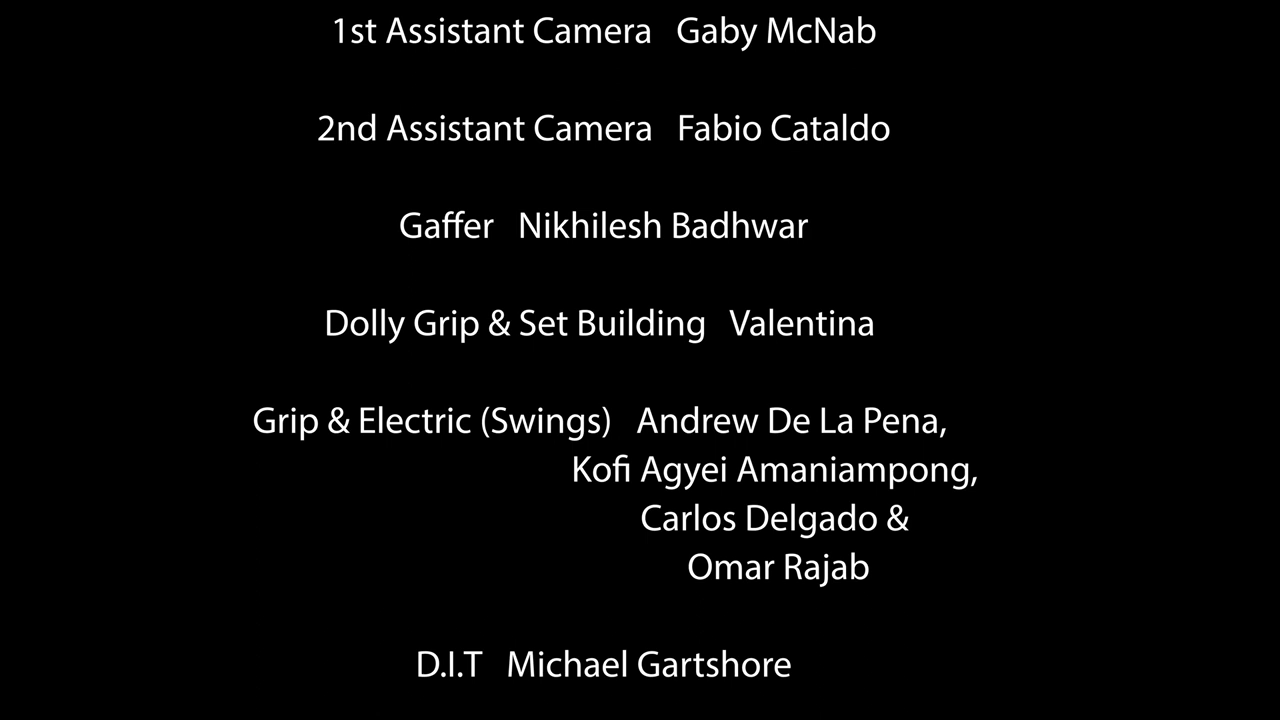 1st Assistant Camera Gaby McNab
2nd Assistant Camera Fabio Cataldo
Gaffer Nikhilesh Badhwar
Dolly Grip & Set Building Valentina
Grip & Electric (Swings) Andrew De La Pena,
Kofi Agyei Amaniampong,
Carlos Delgado &
Omar Rajab
D.I.T Michael Gartshore